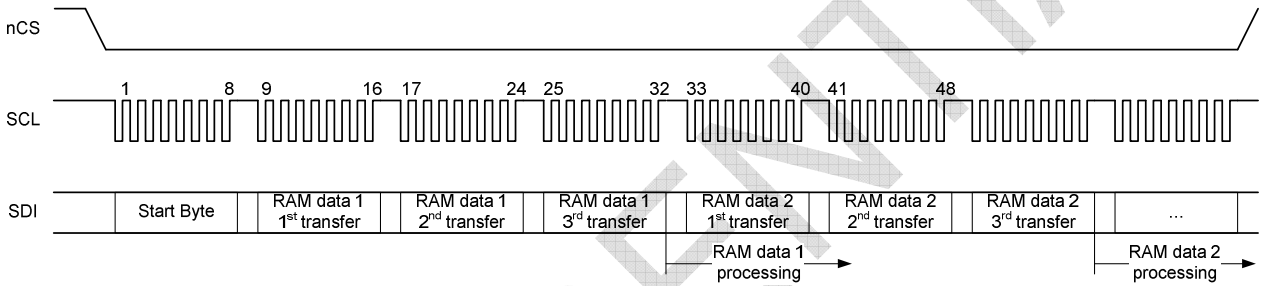 nCS
1 8 9 16 17 24 25 32 33 40 41 48
SCL
SDI
Start Byte
RAM data 1
1st transfer
RAM data 1
2nd transfer
RAM data 1
3rd transfer
RAM data 2
1st transfer
RAM data 2
2nd transfer
RAM data 2
3rd transfer
...
RAM data 1
processing
RAM data 2
processing